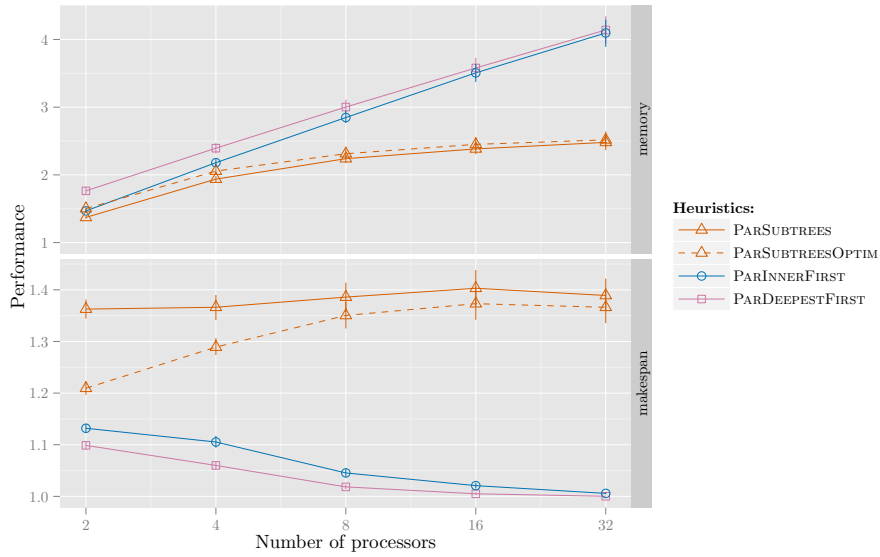 4
3
2
1
memory
Performance
1.4
1.3
1.2
1.1
1.0
makespan
2
4
8
16
32
Number of processors
Heuristics:
PARSUBTREES
PARSUBTREESOPTIM
PARINNERFIRST
PARDEEPESTFIRST